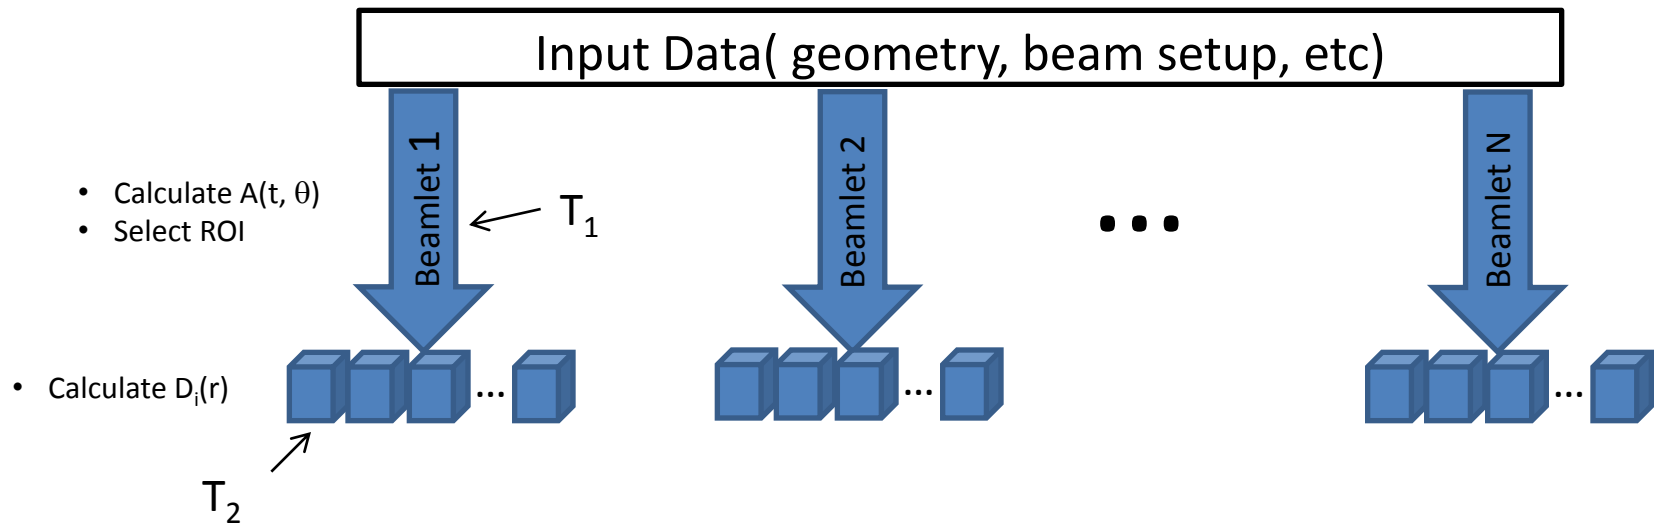 Input Data( geometry, beam setup, etc)
Beamlet 1
Beamlet 2
Beamlet N
• Calculate A(t, θ)
• Select ROI
T₁
...
• Calculate Dᵢ(r)
...
...
...
T₂